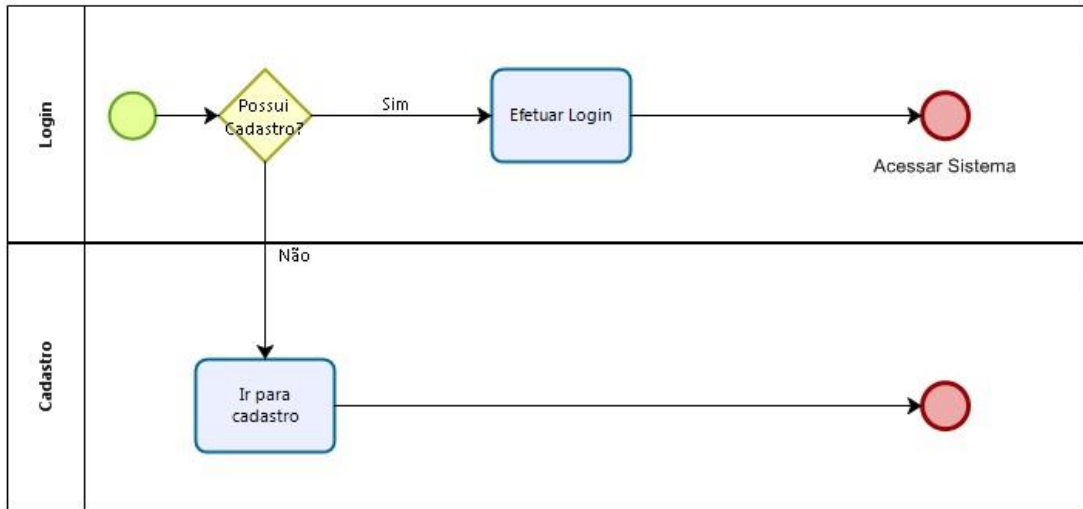 Login
Possui
Cadastro?
Sim
Efetuar Login
Acessar Sistema
Não
Cadastro
Ir para
cadastro